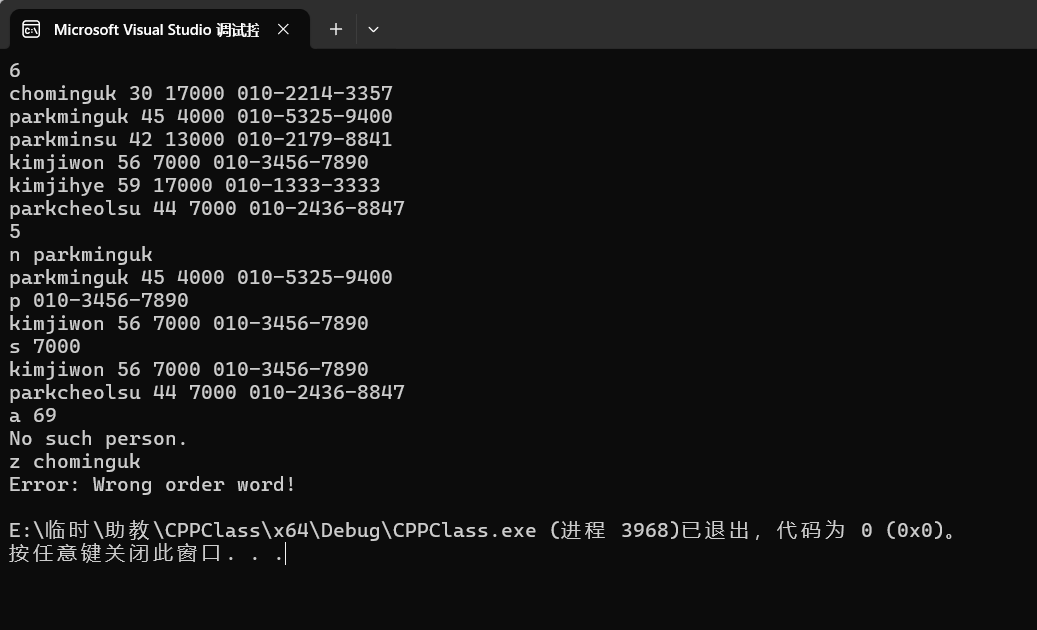 Microsoft Visual Studio 调试控
6
chominguk 30 17000 010-2214-3357
parkminguk 45 4000 010-5325-9400
parkminsu 42 13000 010-2179-8841
kimjiwon 56 7000 010-3456-7890
kimjihye 59 17000 010-1333-3333
parkcheolsu 44 7000 010-2436-8847
5
n parkminguk
parkminguk 45 4000 010-5325-9400
p 010-3456-7890
kimjiwon 56 7000 010-3456-7890
s 7000
kimjiwon 56 7000 010-3456-7890
parkcheolsu 44 7000 010-2436-8847
a 69
No such person.
z chominguk
Error: Wrong order word!
E:\临时\助教\CPPClass\x64\Debug\CPPClass.exe (进程 3968)已退出，代码为 0 (0x0)。
按任意键关闭此窗口. . .